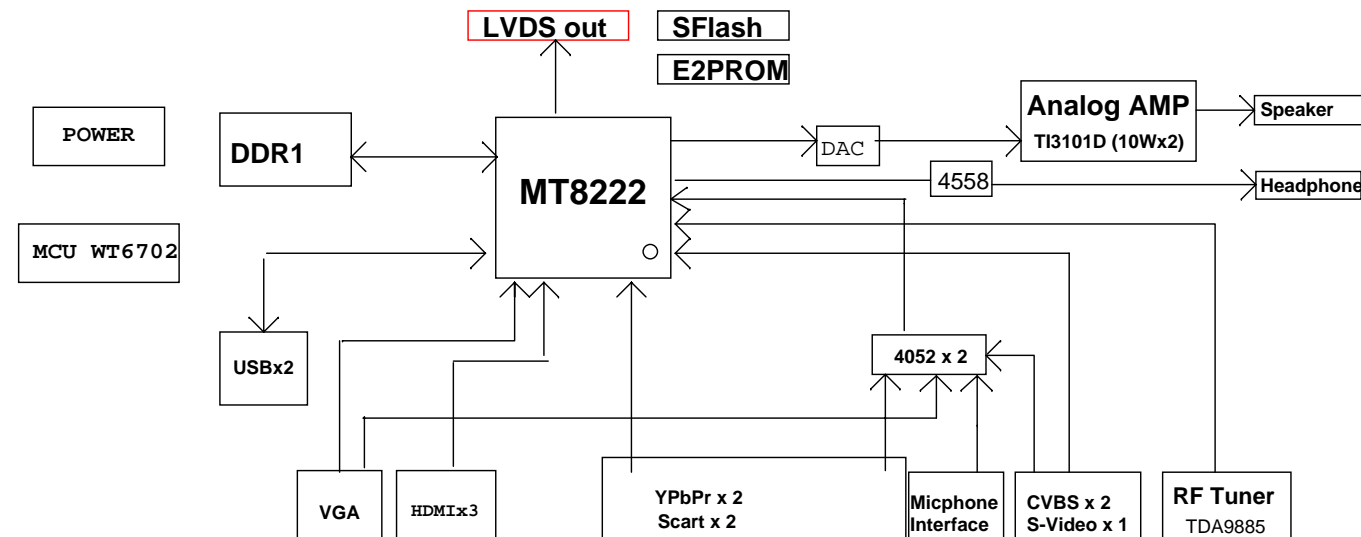 LVDS out
SFlash
E2PROM
POWER
DDR1
MT8222
DAC
Analog AMP
TI3101D (10Wx2)
Speaker
4558
Headphone
MCU WT6702
USBx2
4052 x 2
VGA
HDMIx3
YPbPr x 2
Scart x 2
Micphone
Interface
CVBS x 2
S-Video x 1
RF Tuner
TDA9885